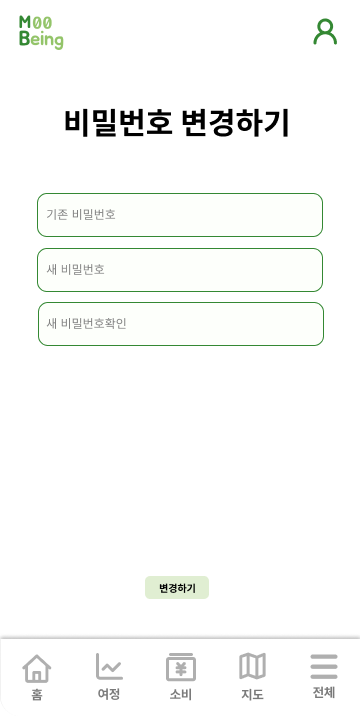 M00
Being
비밀번호 변경하기
기존 비밀번호
새 비밀번호
새 비밀번호확인
변경하기
홈 여정 소비 지도 전체